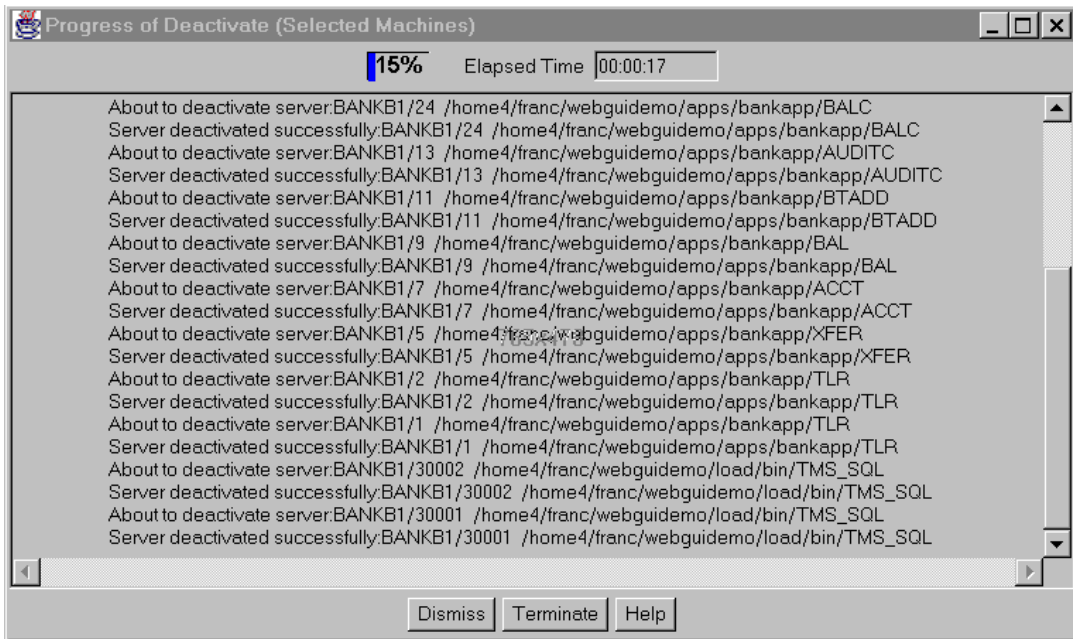 Progress of Deactivate (Selected Machines)
15% Elapsed Time 00:00:17
About to deactivate server:BANKB1/24 /home4/franc/webguidemo/apps/bankapp/BALC
Server deactivated successfully:BANKB1/24 /home4/franc/webguidemo/apps/bankapp/BALC
About to deactivate server:BANKB1/13 /home4/franc/webguidemo/apps/bankapp/AUDITC
Server deactivated successfully:BANKB1/13 /home4/franc/webguidemo/apps/bankapp/AUDITC
About to deactivate server:BANKB1/11 /home4/franc/webguidemo/apps/bankapp/BTADD
Server deactivated successfully:BANKB1/11 /home4/franc/webguidemo/apps/bankapp/BTADD
About to deactivate server:BANKB1/9 /home4/franc/webguidemo/apps/bankapp/BAL
Server deactivated successfully:BANKB1/9 /home4/franc/webguidemo/apps/bankapp/BAL
About to deactivate server:BANKB1/7 /home4/franc/webguidemo/apps/bankapp/ACCT
Server deactivated successfully:BANKB1/7 /home4/franc/webguidemo/apps/bankapp/ACCT
About to deactivate server:BANKB1/5 /home4/franc/webguidemo/apps/bankapp/XFER
Server deactivated successfully:BANKB1/5 /home4/franc/webguidemo/apps/bankapp/XFER
About to deactivate server:BANKB1/2 /home4/franc/webguidemo/apps/bankapp/TLR
Server deactivated successfully:BANKB1/2 /home4/franc/webguidemo/apps/bankapp/TLR
About to deactivate server:BANKB1/1 /home4/franc/webguidemo/apps/bankapp/TLR
Server deactivated successfully:BANKB1/1 /home4/franc/webguidemo/apps/bankapp/TLR
About to deactivate server:BANKB1/30002 /home4/franc/webguidemo/load/bin/TMS_SQL
Server deactivated successfully:BANKB1/30002 /home4/franc/webguidemo/load/bin/TMS_SQL
About to deactivate server:BANKB1/30001 /home4/franc/webguidemo/load/bin/TMS_SQL
Server deactivated successfully:BANKB1/30001 /home4/franc/webguidemo/load/bin/TMS_SQL
Dismiss Terminate Help